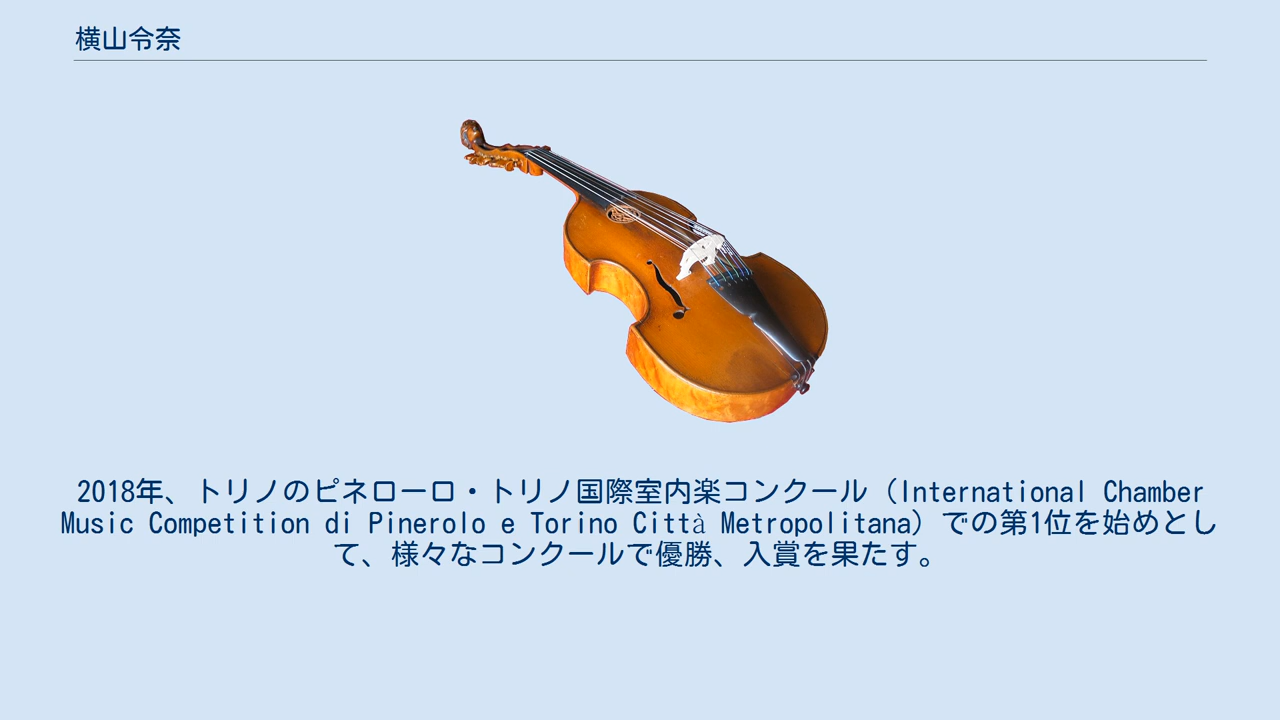 横山令奈
2018年、トリノのピネローロ・トリノ国際室内楽コンクール（International Chamber
Music Competition di Pinerolo e Torino Città Metropolitana）での第1位を始めとし
て、様々なコンクールで優勝、入賞を果たす。